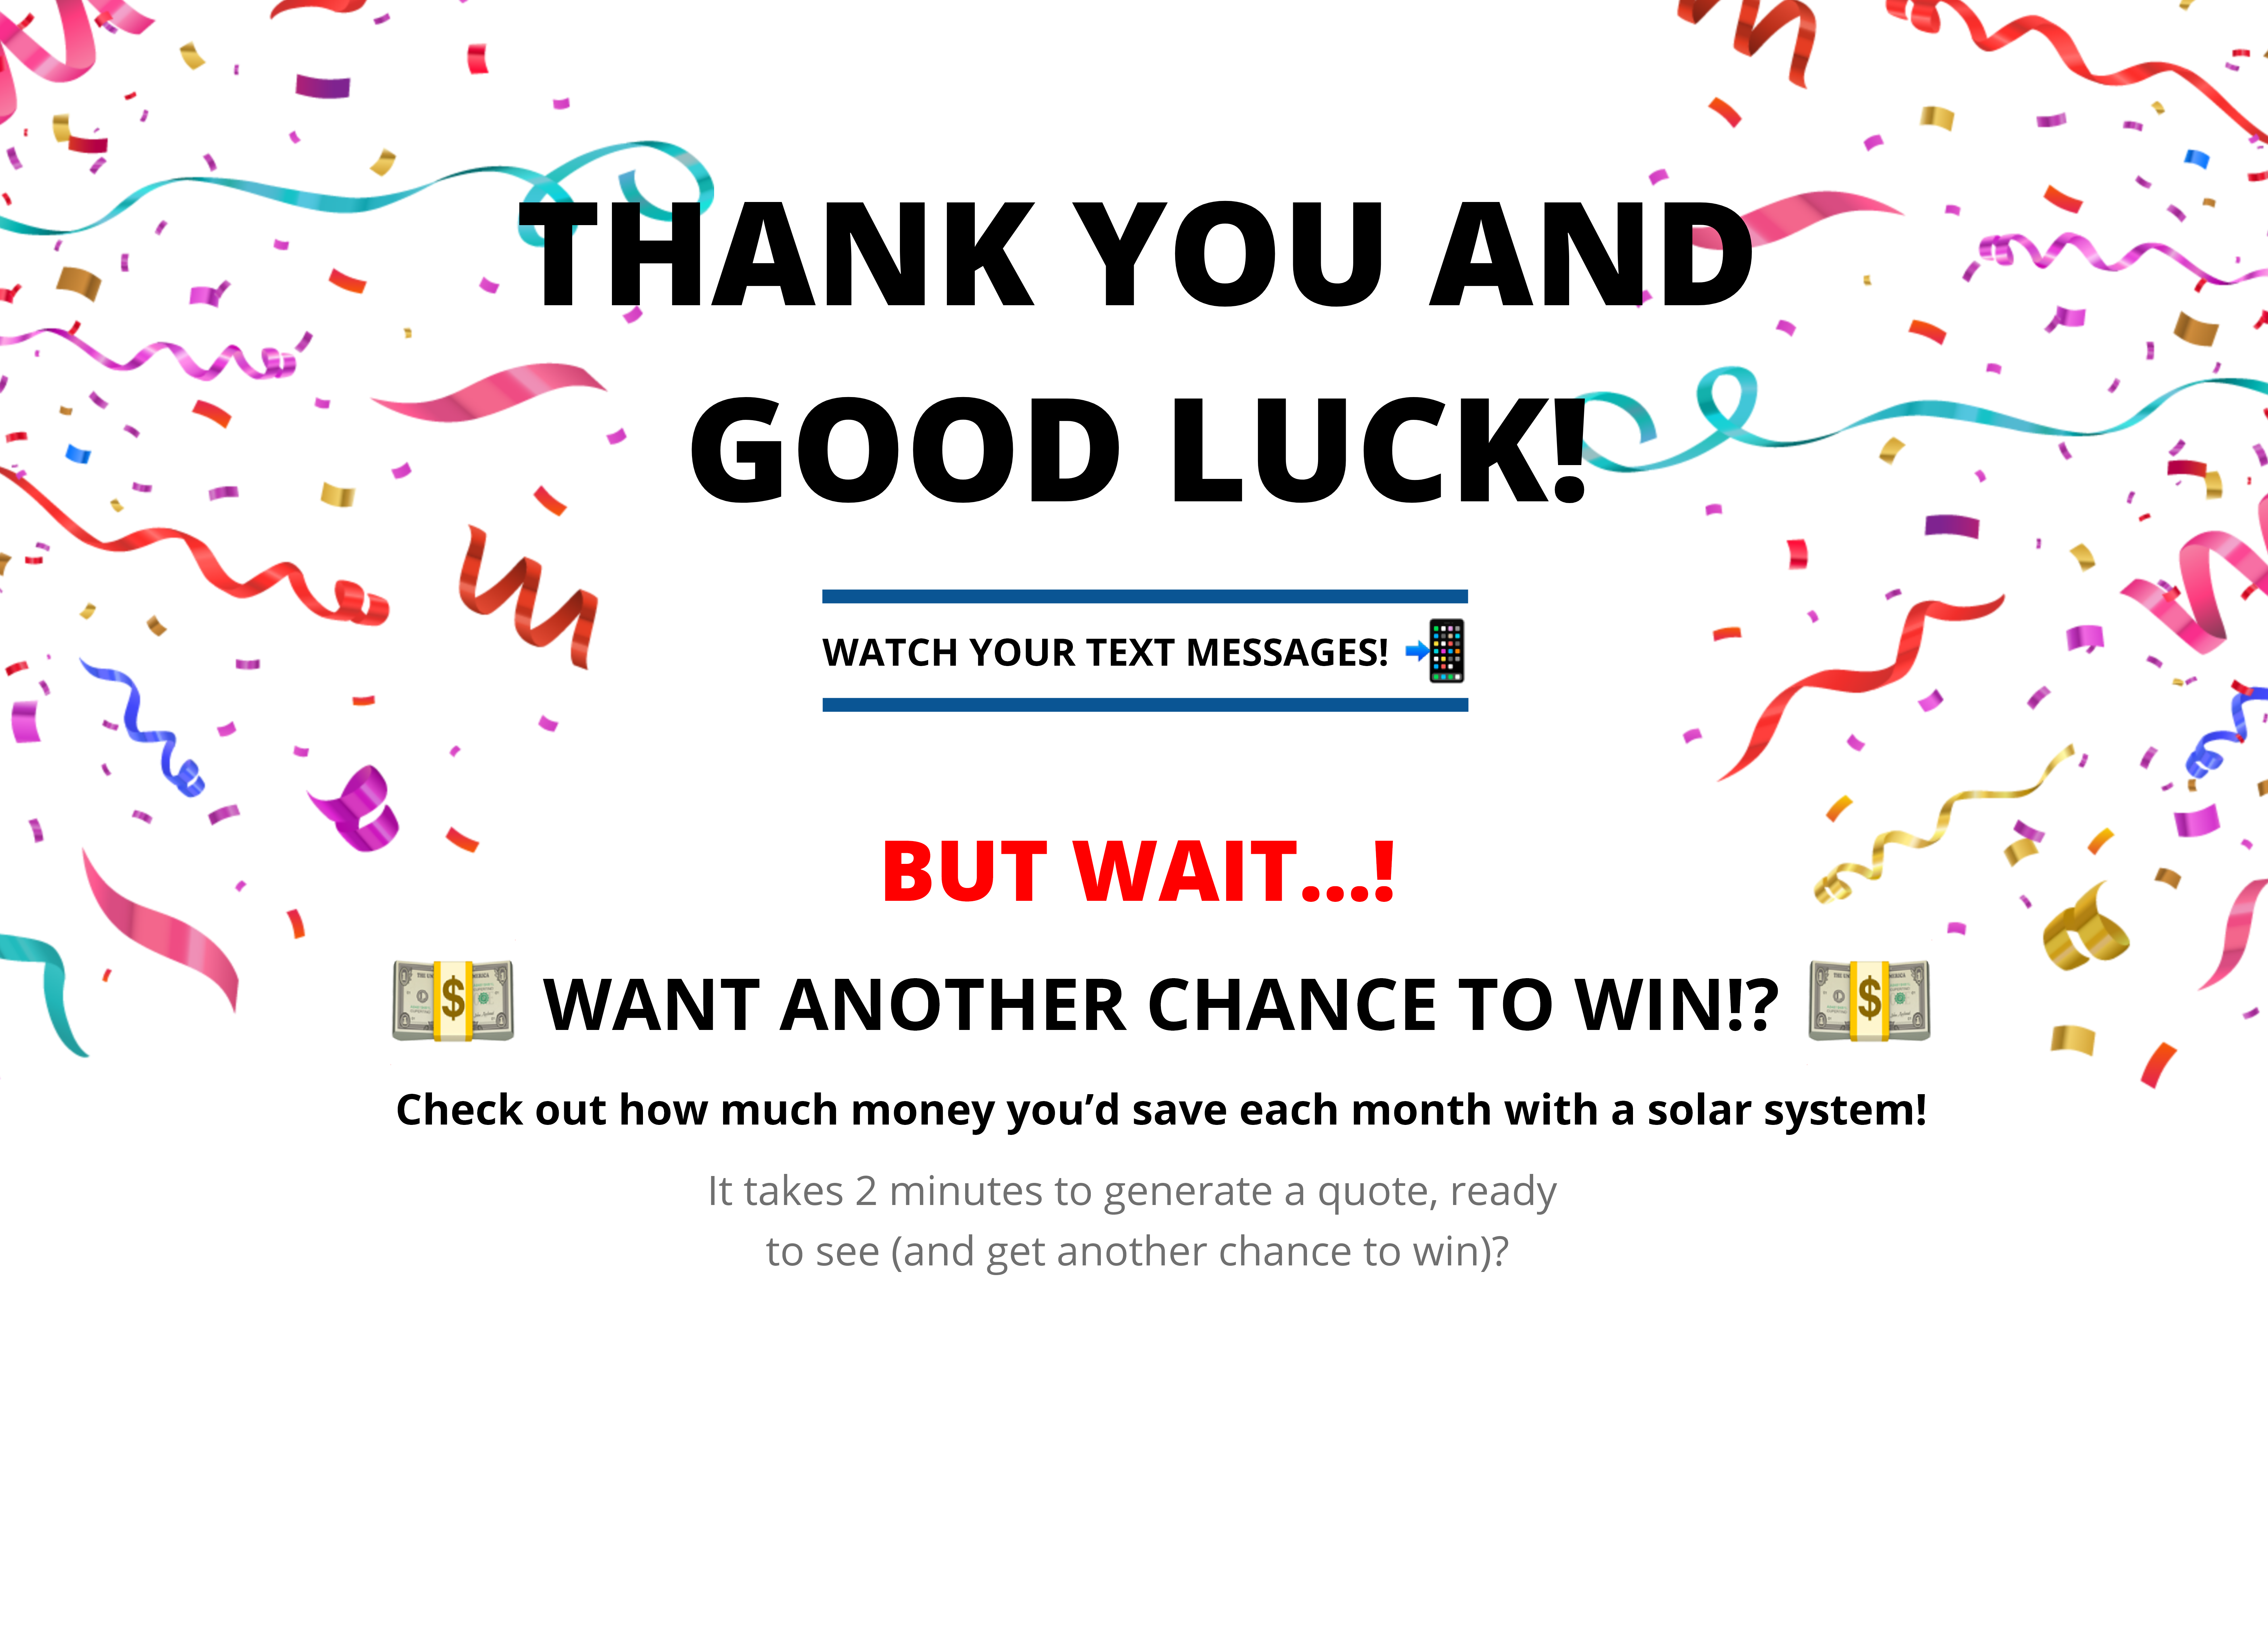 THANK YOU AND
GOOD LUCK!
WATCH YOUR TEXT MESSAGES! 📲
BUT WAIT...!
💵 WANT ANOTHER CHANCE TO WIN!? 💵
Check out how much money you’d save each month with a solar system!
It takes 2 minutes to generate a quote, ready
to see (and get another chance to win)?